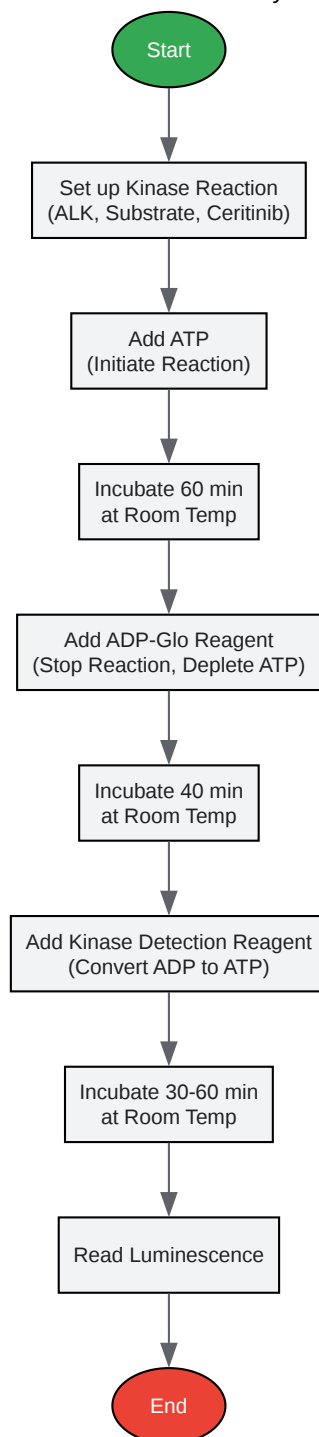 Start
Set up Kinase Reaction
(ALK, Substrate, Ceritinib)
Add ATP
(Initiate Reaction)
Incubate 60 min
at Room Temp
Add ADP-Glo Reagent
(Stop Reaction, Deplete ATP)
Incubate 40 min
at Room Temp
Add Kinase Detection Reagent
(Convert ADP to ATP)
Incubate 30-60 min
at Room Temp
Read Luminescence
End